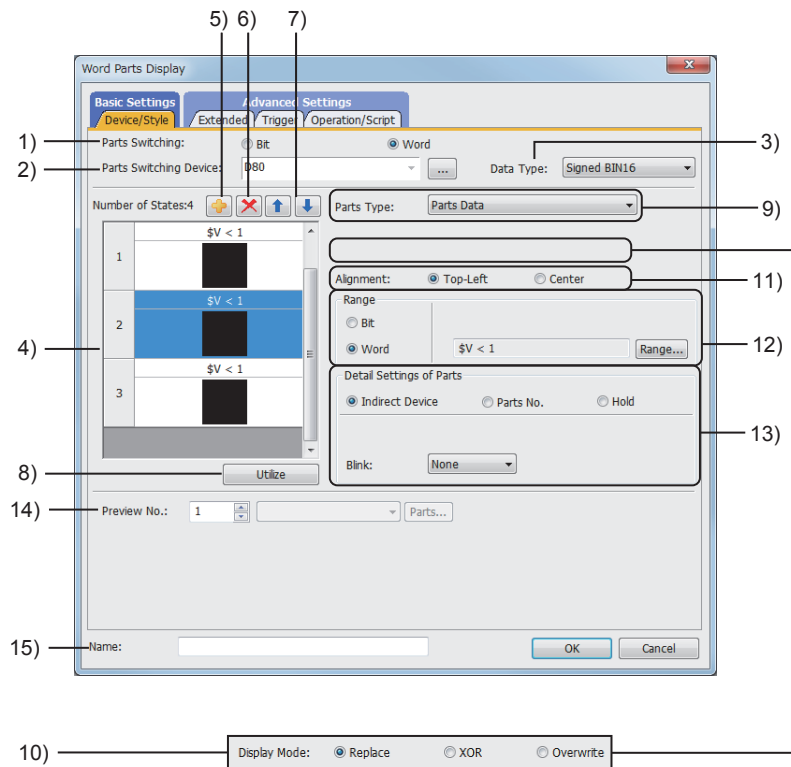 5) 6) 7)
Word Parts Display
Basic Settings Advanced Settings
Device/Style Extended Trigger Operation/Script
1) Parts Switching: Bit Word 3)
2) Parts Switching Device: D80 ... Data Type: Signed BIN16
Number of States:4 Parts Type: Parts Data 9)
$V < 1
1
Alignment: Top-Left Center 11)
$V < 1
2
Range
Bit
4) Word $V < 1 Range... 12)
$V < 1
3
Detail Settings of Parts
Indirect Device Parts No. Hold
13)
Blink: None
8) Utilize
14) Preview No.: 1 Parts...
15) Name: OK Cancel
10) Display Mode: Replace XOR Overwrite